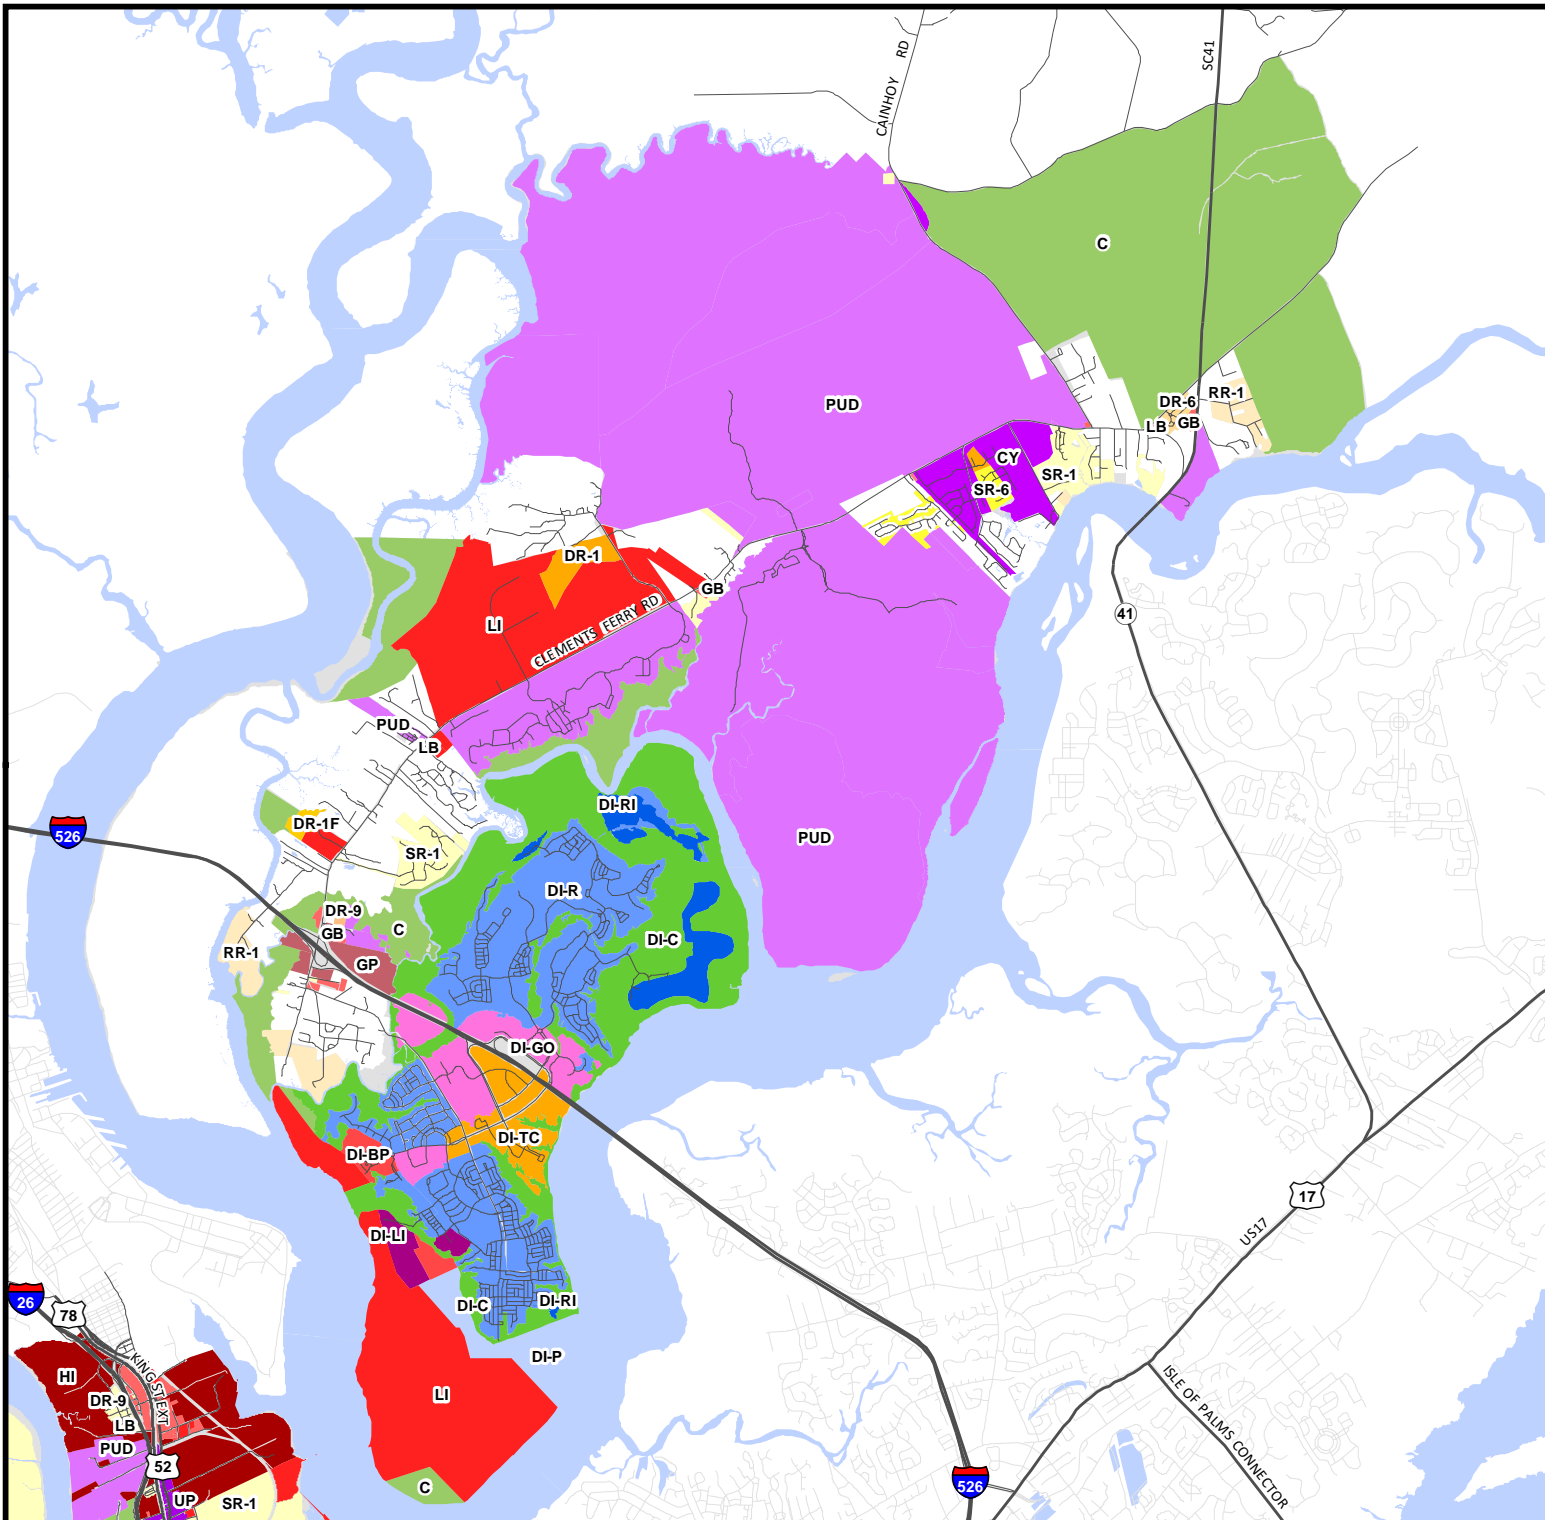 CAINHOY RD
SC41
C
PUD
DR-6
RR-1
LB
GB
CY
SR-1
SR-6
DR-1
GB
LI
CLEMENTS FERRY RD
41
PUD
LB
DI-RI
DR-1F
526
PUD
SR-1
DI-R
DR-9
C
GB
DI-C
RR-1
GP
DI-GO
DI-TC
DI-BP
17
US17
DI-LI
26
DI-C
DI-RI
78
DI-P
KING ST EXT
HI
LI
ISLE OF PALMS CONNECTOR
DR-9
LB
PUD
52
526
C
UP
SR-1